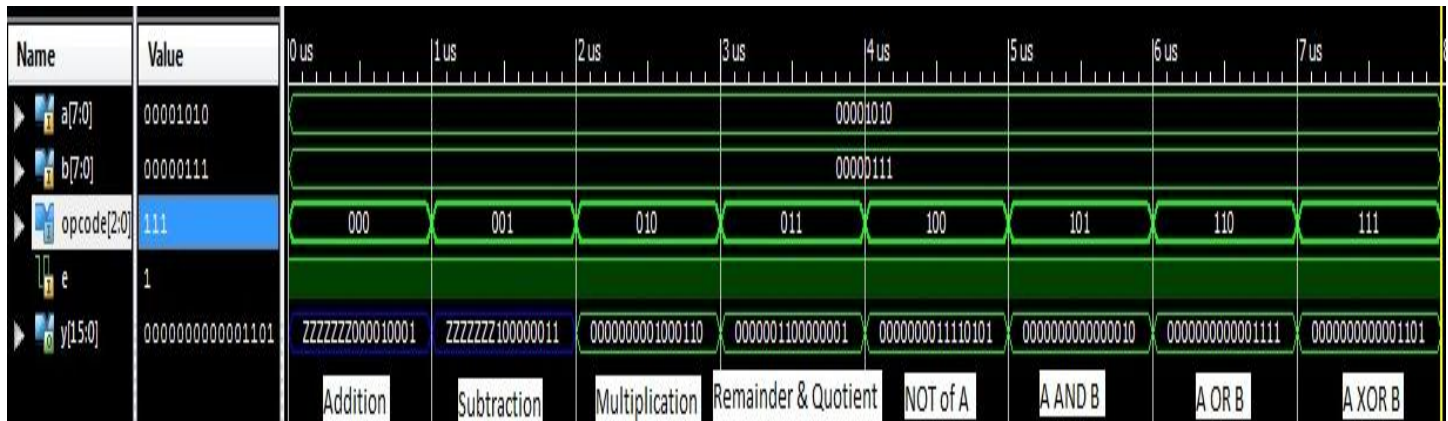 Name Value 0 us 1 us 2 us 3 us 4 us 5 us 6 us 7 us
a[7:0] 00001010 00001010
b[7:0] 00000111 00000111
opcode[2:0] 111 000 001 010 011 100 101 110 111
e 1
y[15:0] 0000000000001101 ZZZZZZZ000010001 ZZZZZZZ100000011 0000000001000110 0000001100000001 0000000011110101 0000000000000010 0000000000001111 0000000000001101
Addition Subtraction Multiplication Remainder & Quotient NOT of A A AND B A OR B A XOR B